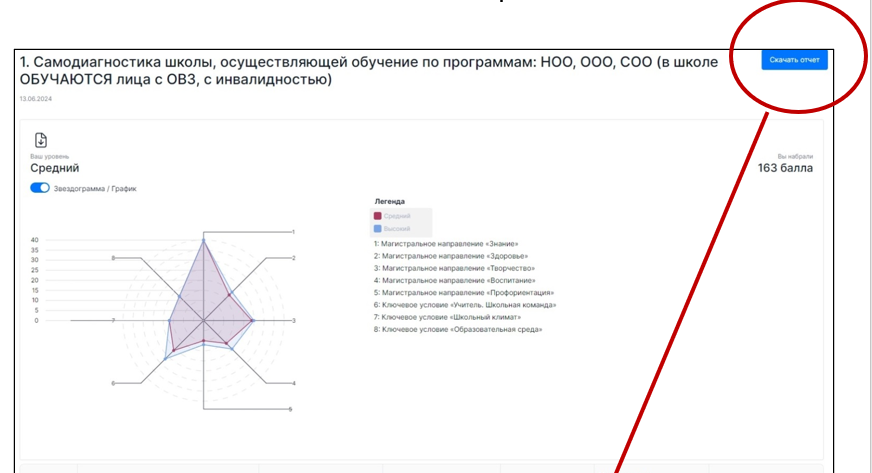 1. Самодиагностика школы, осуществляющей обучение по программам: НОО, ООО, СОО (в школе
ОБУЧАЮТСЯ лица с ОВЗ, с инвалидностью)
Скачать отчет
13.06.2024
Ваш уровень
Средний
Вы набрали
163 балла
Звездограмма / График
Легенда
Средний
Высокий
1: Магистральное направление «Знание»
2: Магистральное направление «Здоровье»
3: Магистральное направление «Творчество»
4: Магистральное направление «Воспитание»
5: Магистральное направление «Профориентация»
6: Ключевое условие «Учитель. Школьная команда»
7: Ключевое условие «Школьный климат»
8: Ключевое условие «Образовательная среда»
40
35
30
25
20
15
10
5
0
1
2
3
4
5
6
7
8